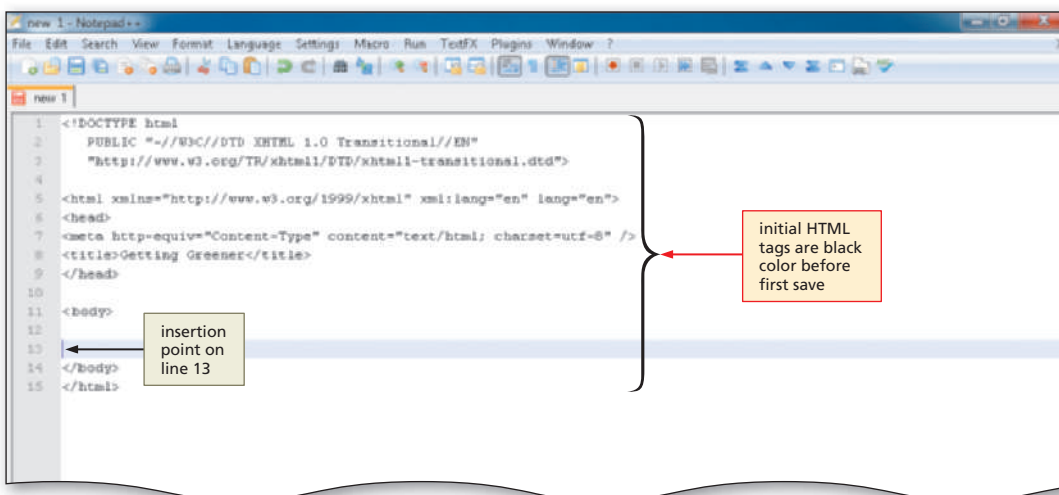 new 1 - Notepad++
File Edit Search View Format Language Settings Macro Run TextFX Plugins Window ?
new 1
1 <!DOCTYPE html
2 PUBLIC "-//W3C//DTD XHTML 1.0 Transitional//EN"
3 "http://www.w3.org/TR/xhtml1/DTD/xhtml1-transitional.dtd">
4
5 <html xmlns="http://www.w3.org/1999/xhtml" xml:lang="en" lang="en">
6 <head>
7 <meta http-equiv="Content-Type" content="text/html; charset=utf-8" />
8 <title>Getting Greener</title>
9 </head>
10
11 <body>
12
13
14 </body>
15 </html>
insertion
point on
line 13
initial HTML
tags are black
color before
first save